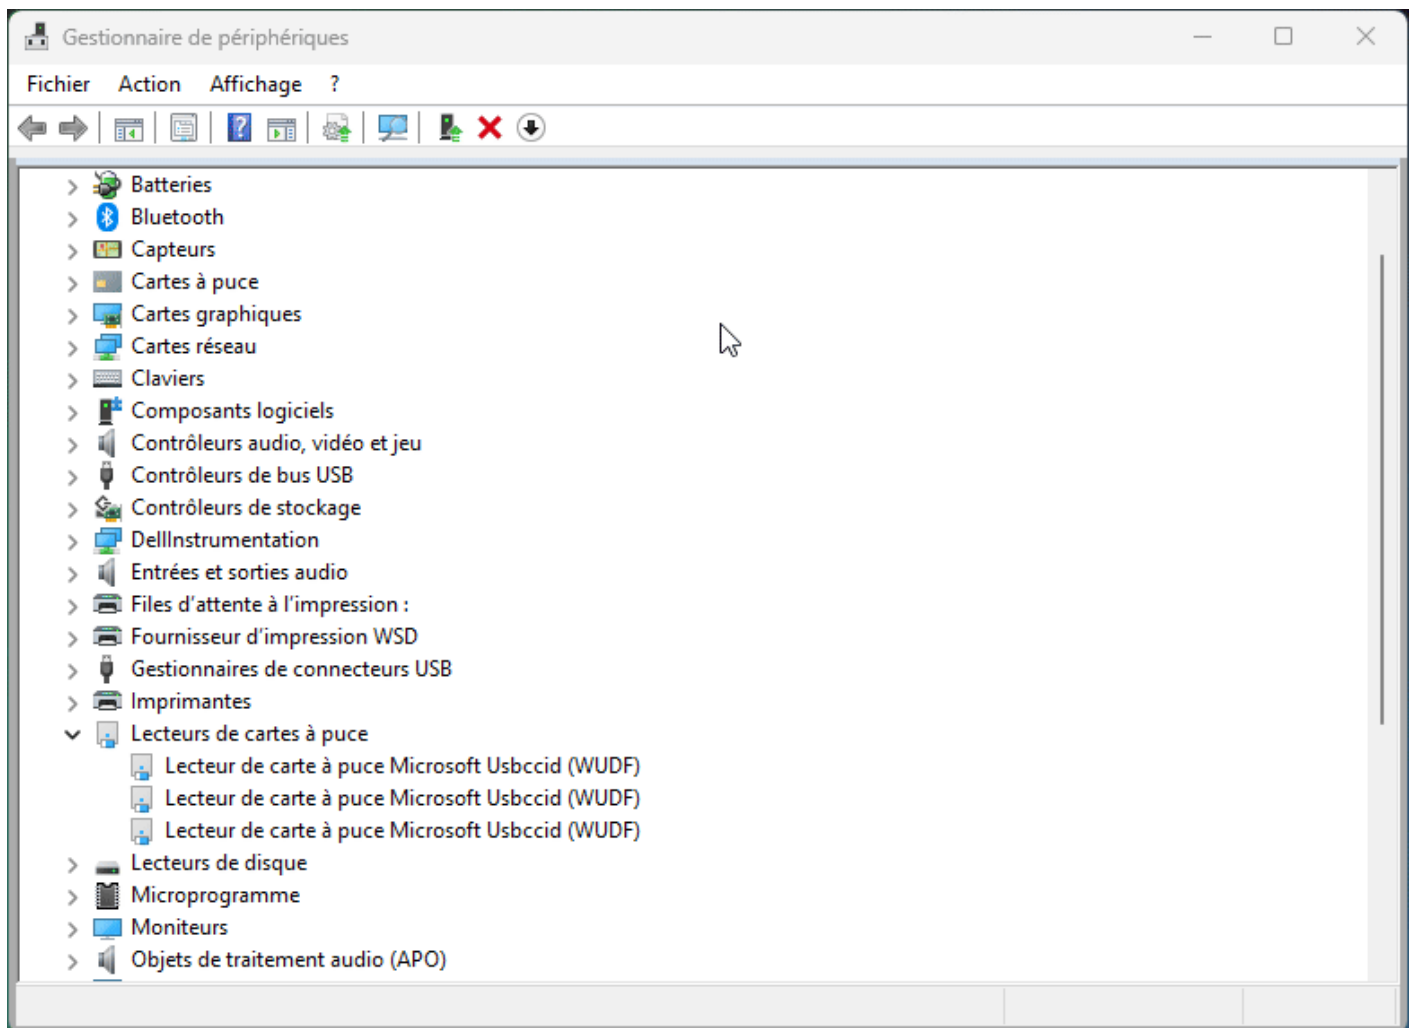 Gestionnaire de périphériques
Fichier Action Affichage ?
Batteries
Bluetooth
Capteurs
Cartes à puce
Cartes graphiques
Cartes réseau
Claviers
Composants logiciels
Contrôleurs audio, vidéo et jeu
Contrôleurs de bus USB
Contrôleurs de stockage
DellInstrumentation
Entrées et sorties audio
Files d'attente à l'impression :
Fournisseur d'impression WSD
Gestionnaires de connecteurs USB
Imprimantes
Lecteurs de cartes à puce
Lecteur de carte à puce Microsoft Usbccid (WUDF)
Lecteur de carte à puce Microsoft Usbccid (WUDF)
Lecteur de carte à puce Microsoft Usbccid (WUDF)
Lecteurs de disque
Microprogramme
Moniteurs
Objets de traitement audio (APO)